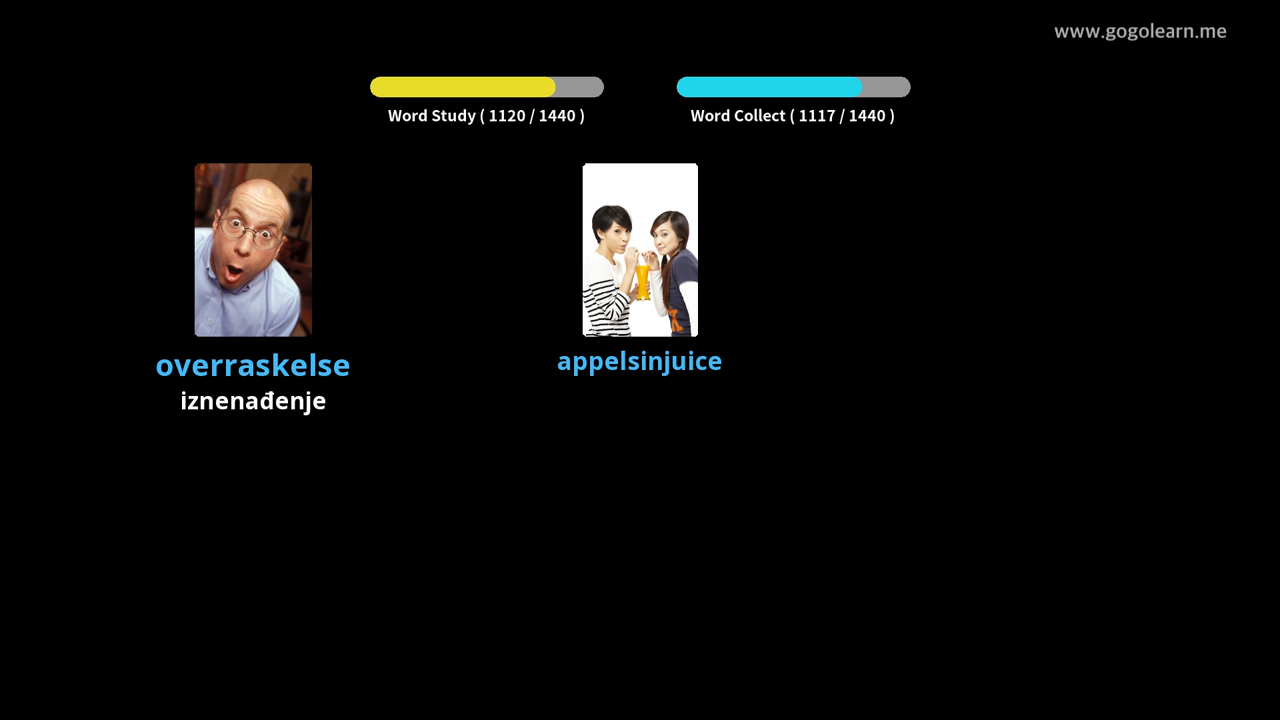 www.gogolearn.me
Word Study ( 1120 / 1440 )
Word Collect ( 1117 / 1440 )
overraskelse
iznenađenje
appelsinjuice